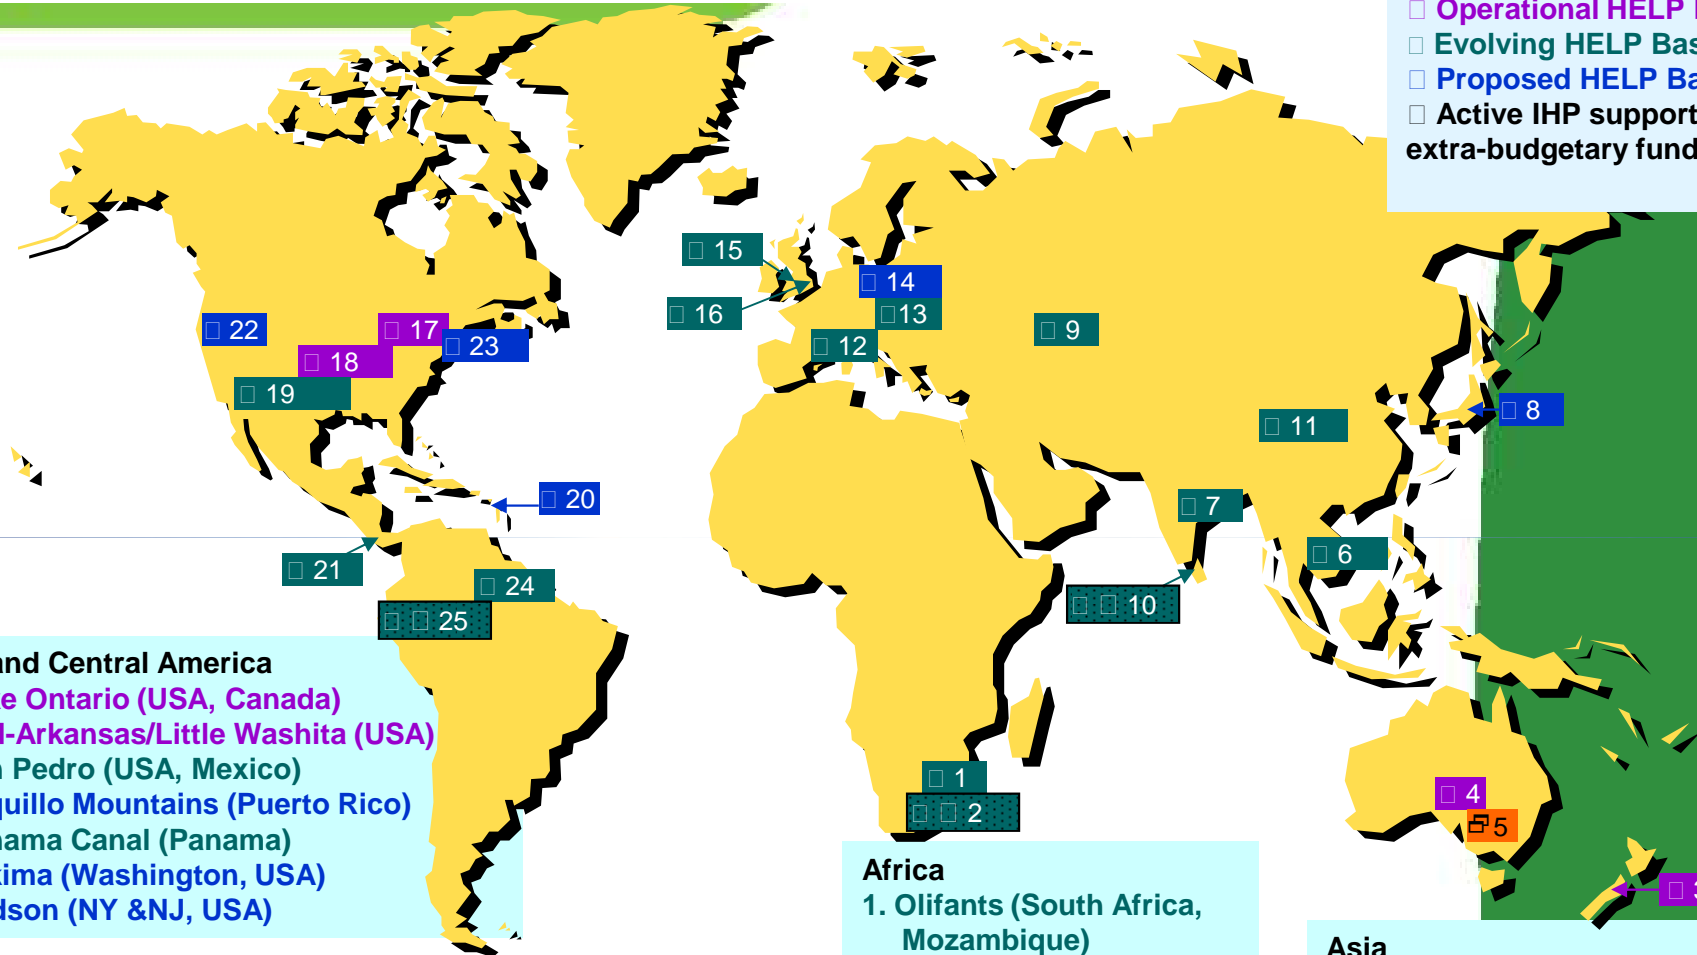 Operational HELP
Evolving HELP Bas
Proposed HELP Ba
Active IHP support
extra-budgetary fund
15
14
16
13
22
17
9
23
12
18
19
8
11
20
7
6
21
24
10
25
and Central America
e Ontario (USA, Canada)
-Arkansas/Little Washita (USA)
Pedro (USA, Mexico)
quillo Mountains (Puerto Rico)
nama Canal (Panama)
kima (Washington, USA)
dson (NY &NJ, USA)
1
4
2
5
Africa
1. Olifants (South Africa,
Mozambique)
3
Asia